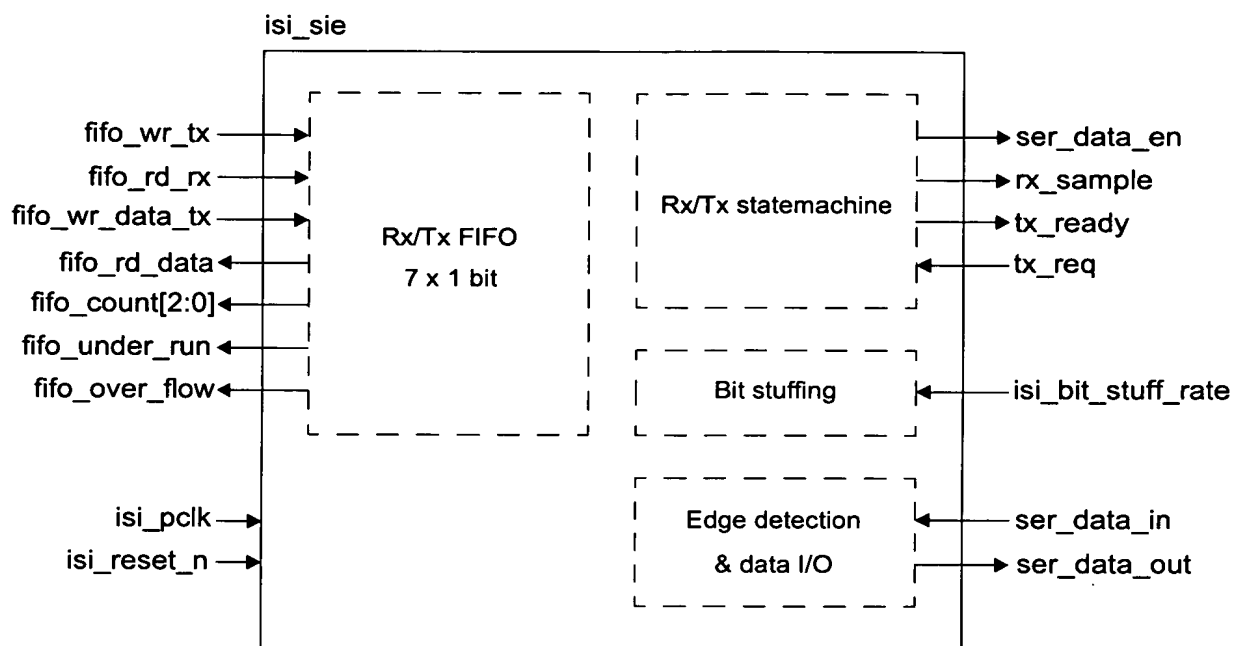 isi_sie
fifo_wr_tx
fifo_rd_rx
fifo_wr_data_tx
fifo_rd_data
fifo_count[2:0]
fifo_under_run
fifo_over_flow
isi_pclk
isi_reset_n
Rx/Tx FIFO
7 x 1 bit
Rx/Tx statemachine
Bit stuffing
Edge detection
& data I/O
ser_data_en
rx_sample
tx_ready
tx_req
isi_bit_stuff_rate
ser_data_in
ser_data_out